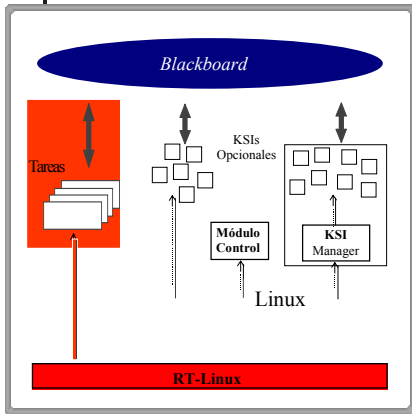 Blackboard
KSIs
Opcionales
Tareas
Módulo
Control
KSI
Manager
Linux
RT-Linux